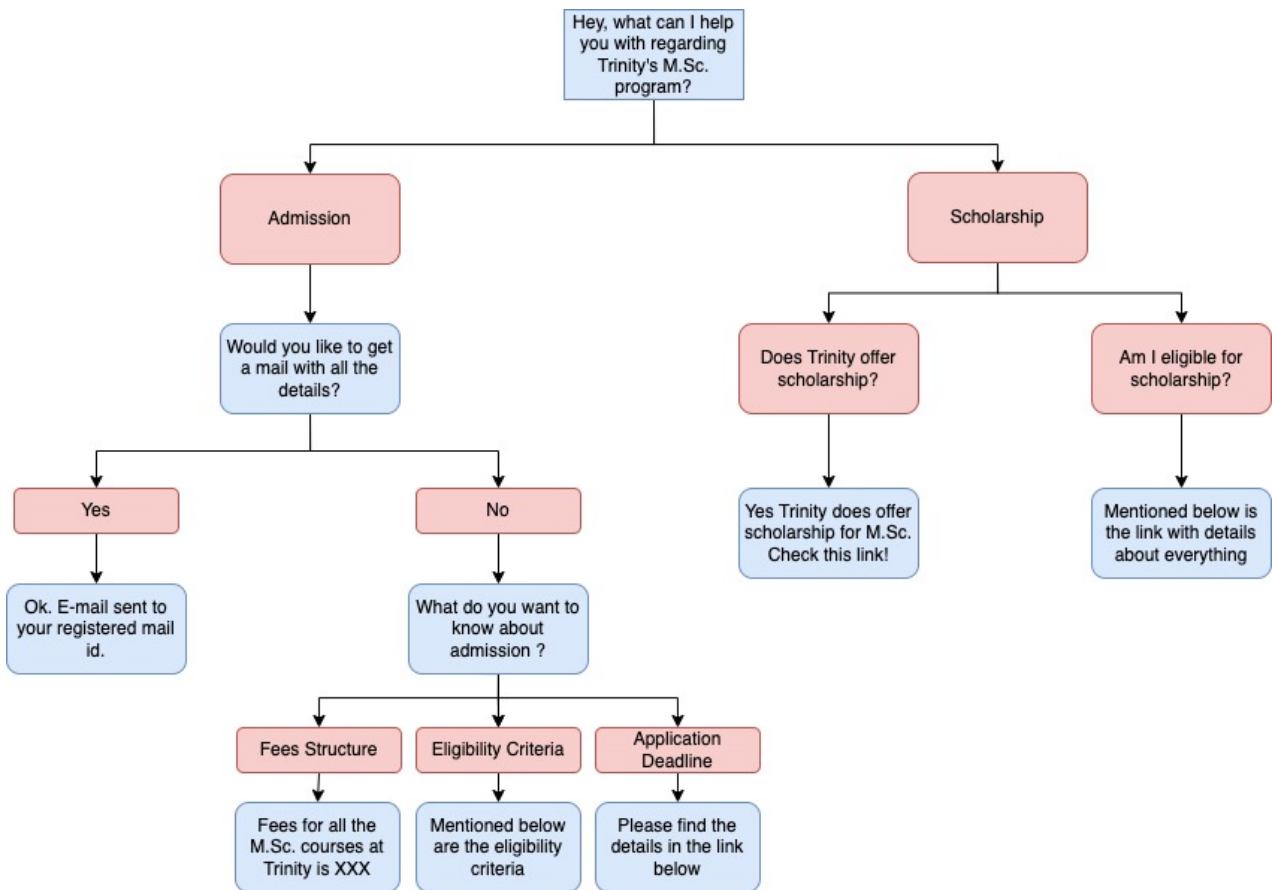 Hey, what can I help
you with regarding
Trinity's M.Sc.
program?
Admission
Scholarship
Would you like to get
a mail with all the
details?
Does Trinity offer
scholarship?
Am I eligible for
scholarship?
Yes
No
Yes Trinity does offer
scholarship for M.Sc.
Check this link!
Mentioned below is
the link with details
about everything
Ok. E-mail sent to
your registered mail
id.
What do you want to
know about
admission ?
Fees Structure
Eligibility Criteria
Application
Deadline
Fees for all the
M.Sc. courses at
Trinity is XXX
Mentioned below
are the eligibility
criteria
Please find the
details in the link
below